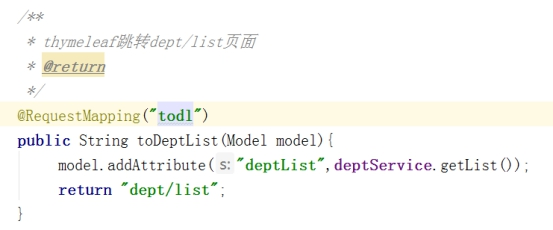 /**
 * thymeleaf跳转dept/list页面
 * @return
 */
@RequestMapping("todl")
public String toDeptList(Model model){
    model.addAttribute( s: "deptList",deptService.getList());
    return "dept/list";
}